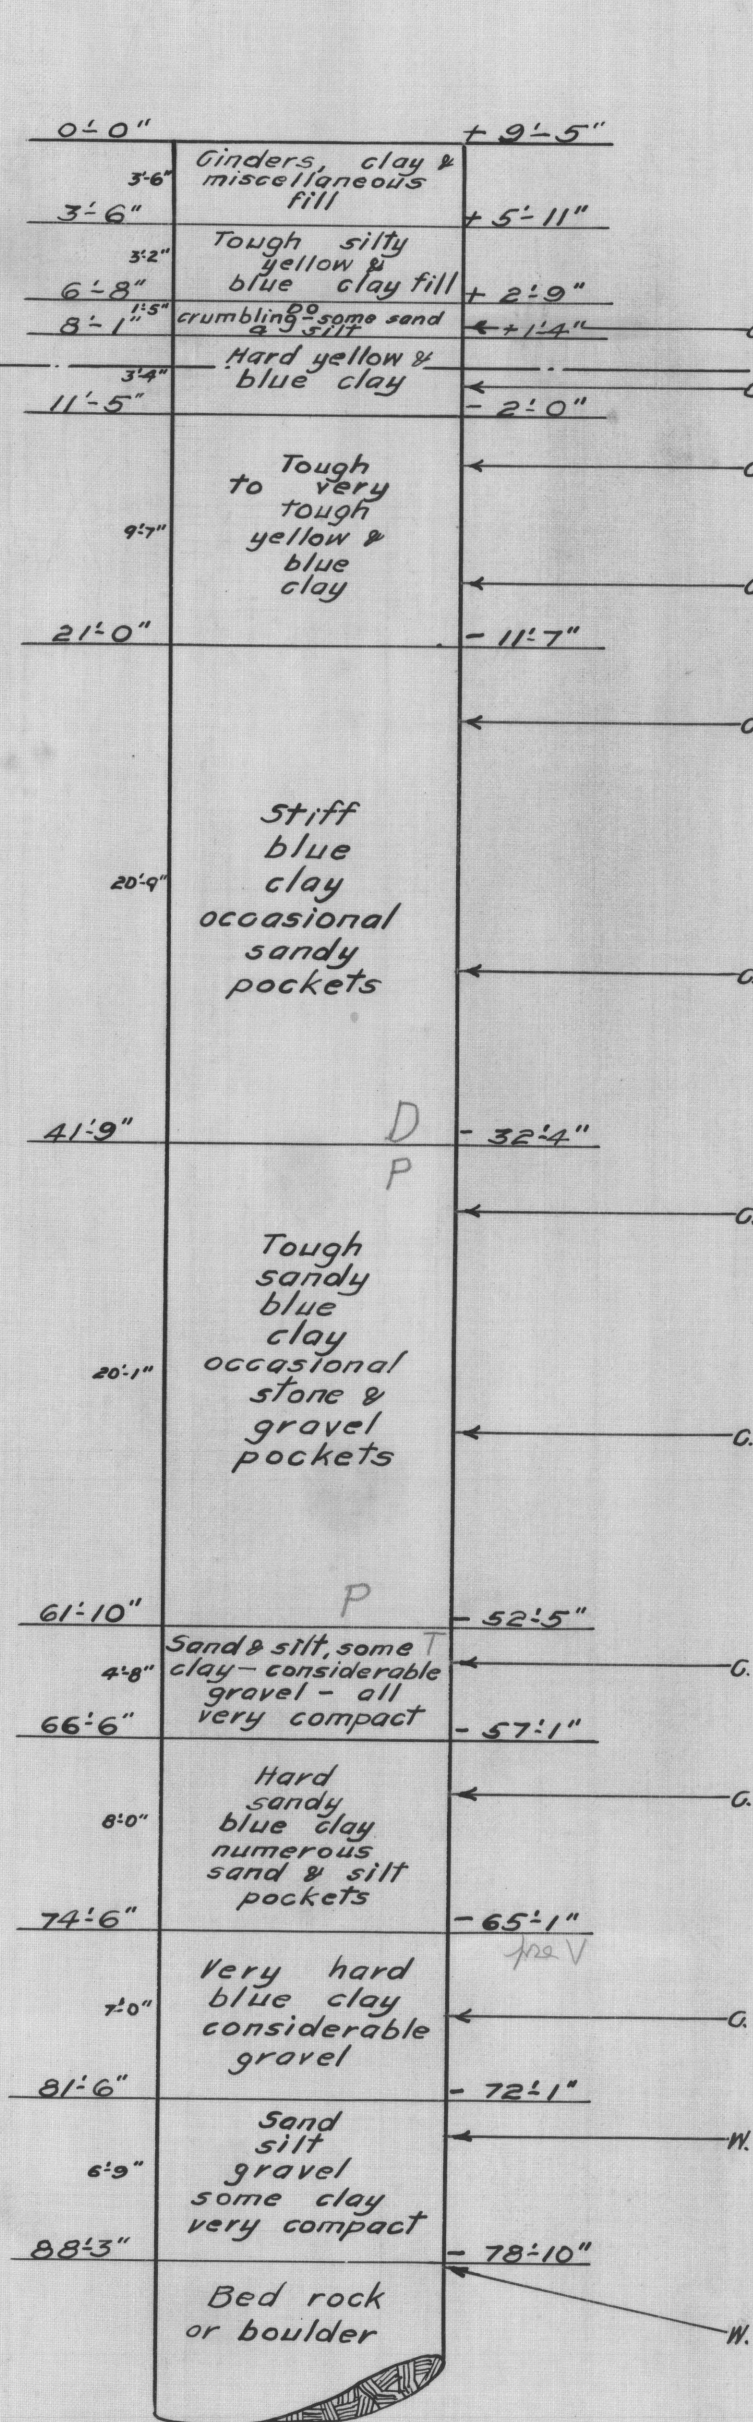 0'-0" + 9'-5"
Cinders, clay &
3'-6" miscellaneous
fill
3'-6" + 5'-11"
Tough silty
3'-2" yellow &
blue clay fill
6'-8" + 2'-9"
1'-5" DO
crumbling-some sand
& silt
8'-1" + 1'-4"
Hard yellow &
3'-4" blue clay
11'-5" - 2'-0"
Tough
to very
tough
9'-7" yellow &
blue
clay
21'-0" - 11'-7"
Stiff
blue
20'-9" clay
occasional
sandy
pockets
D
41'-9" - 32'-4"
P
Tough
sandy
blue
clay
occasional
20'-1"
stone &
gravel
pockets
P
61'-10" - 52'-5"
Sand & silt, some T
4'-8" clay-considerable
gravel - all
very compact
66'-6" - 57'-1"
Hard
sandy
8'-0" blue clay
numerous
sand & silt
pockets
74'-6" - 65'-1"
Very hard
7'-0" blue clay
considerable
gravel
81'-6" - 72'-1"
Sand
silt W.
6'-9" gravel
some clay
very compact
88'-3" - 78'-10"
Bed rock
or boulder W.